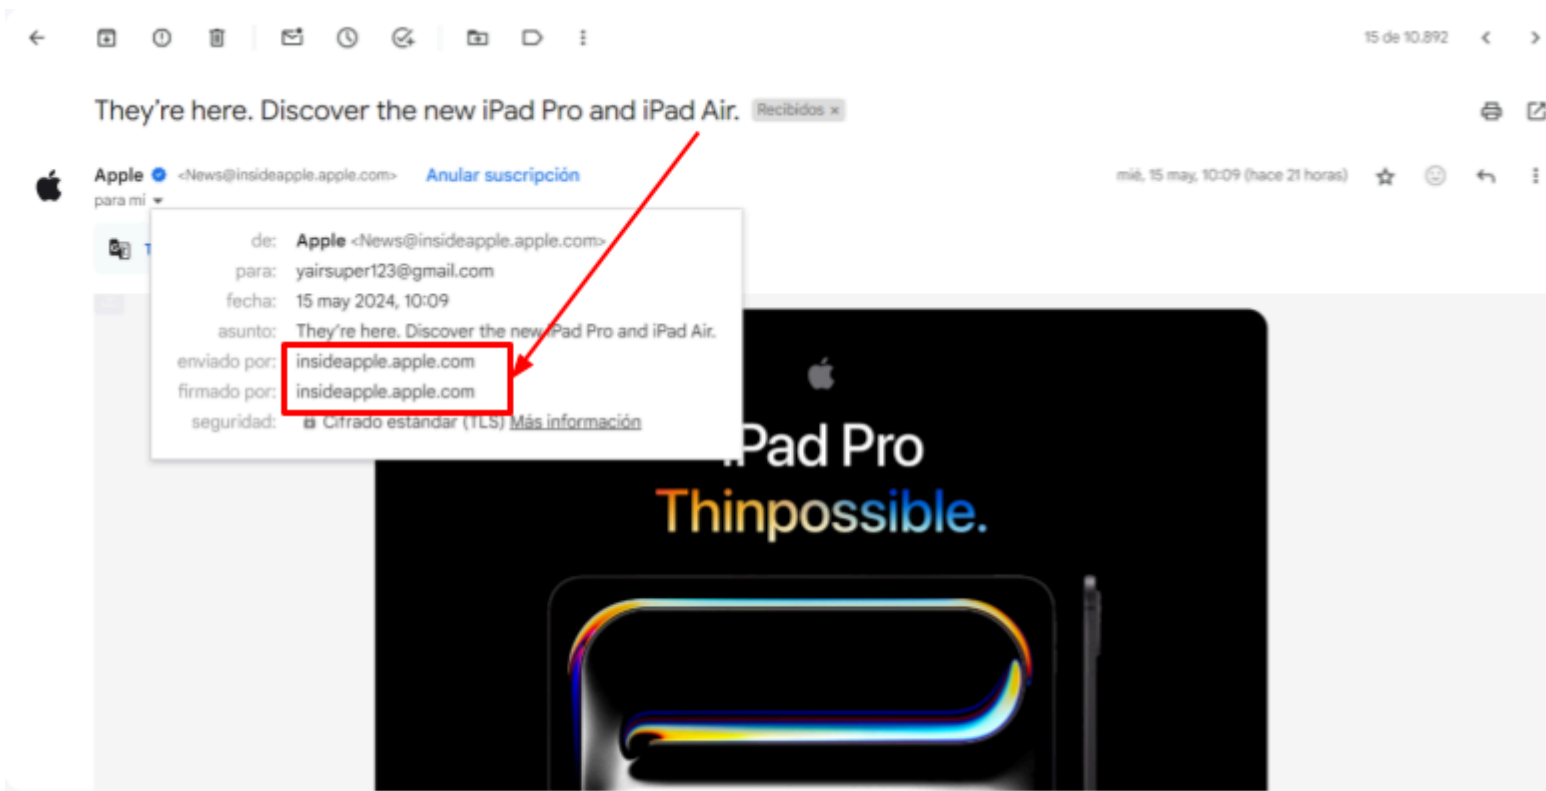 15 de 10.892
They're here. Discover the new iPad Pro and iPad Air. Recibidos ×
Apple <News@insideapple.apple.com> Anular suscripción mié, 15 may, 10:09 (hace 21 horas)
para mí
de: Apple <News@insideapple.apple.com>
para: yairsuper123@gmail.com
fecha: 15 may 2024, 10:09
asunto: They're here. Discover the new iPad Pro and iPad Air.
enviado por: insideapple.apple.com
firmado por: insideapple.apple.com
seguridad: Cifrado estándar (TLS) Más información
iPad Pro
Thinpossible.